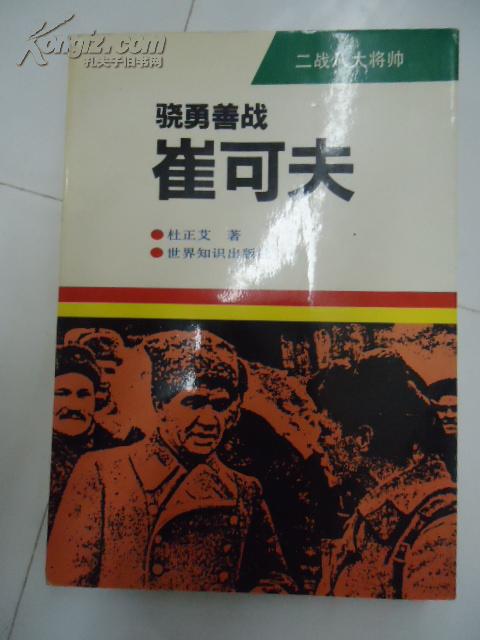 Kongfz.com
孔夫子旧书网
二战八大将帅
骁勇善战
崔可夫
● 杜正艾 著
● 世界知识出版社